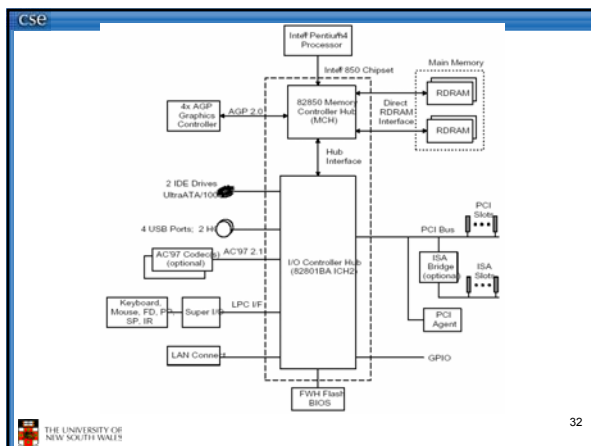 cse
Intel Pentium4
Processor
Intel 850 Chipset
Main Memory
82850 Memory
Controller Hub
(MCH)
RDRAM
Direct
RDRAM
Interface
RDRAM
4x AGP
Graphics
Controller
AGP 2.0
Hub
Interface
2 IDE Drives
UltraATA/100
4 USB Ports; 2 HC
AC'97 Codec(s)
(optional)
AC'97 2.1
I/O Controller Hub
(82801BA ICH2)
PCI Bus
PCI
Slots
ISA
Bridge
(optional)
ISA
Slots
Keyboard,
Mouse, FD, PP,
SP, IR
Super I/O
LPC I/F
PCI
Agent
LAN Connect
GPIO
FWH Flash
BIOS
THE UNIVERSITY OF
NEW SOUTH WALES
32